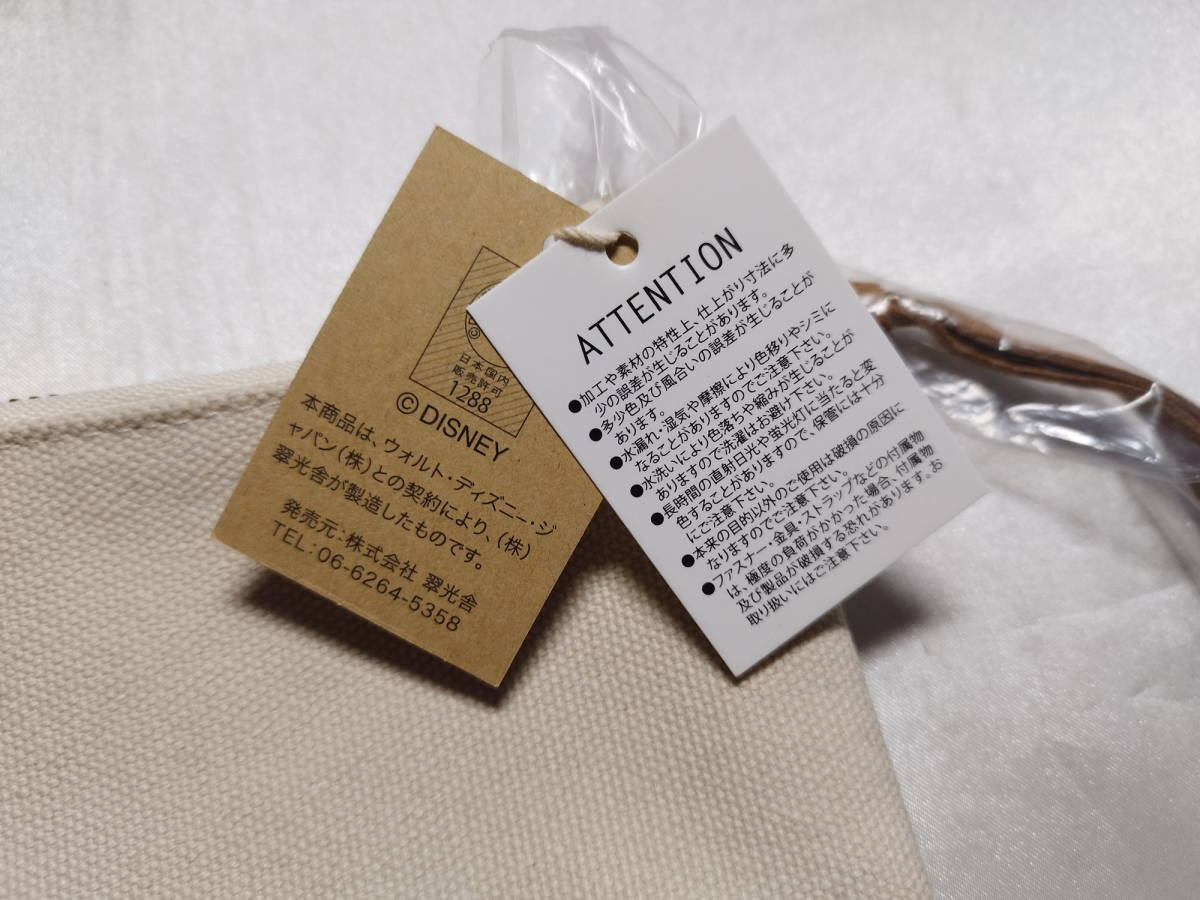 日本国内
販売許可
1288
©DISNEY
本商品は、ウォルト・ディズニー・ジ
ャパン(株)との契約により、(株)
翠光舎が製造したものです。
発売元:株式会社 翠光舎
TEL:06-6264-5358
ATTENTION
●加工や素材の特性上、仕上がり寸法に多
少の誤差が生じることがあります。
●多少色及び風合いの誤差が生じることが
あります。
●水漏れ・湿気や摩擦により色移りやシミに
なることがありますのでご注意下さい。
●水洗いにより色落ちや縮みが生じることが
ありますので洗濯はお避け下さい。
●長時間の直射日光や蛍光灯に当たると変
色することがありますので、保管には十分
にご注意下さい。
●本来の目的以外のご使用は破損の原因に
なりますのでご注意下さい。
●ファスナー・金具・ストラップなどの付属物
は、極度の負荷がかかった場合、付属物
及び製品が破損する恐れがあります。お
取り扱いにはご注意下さい。